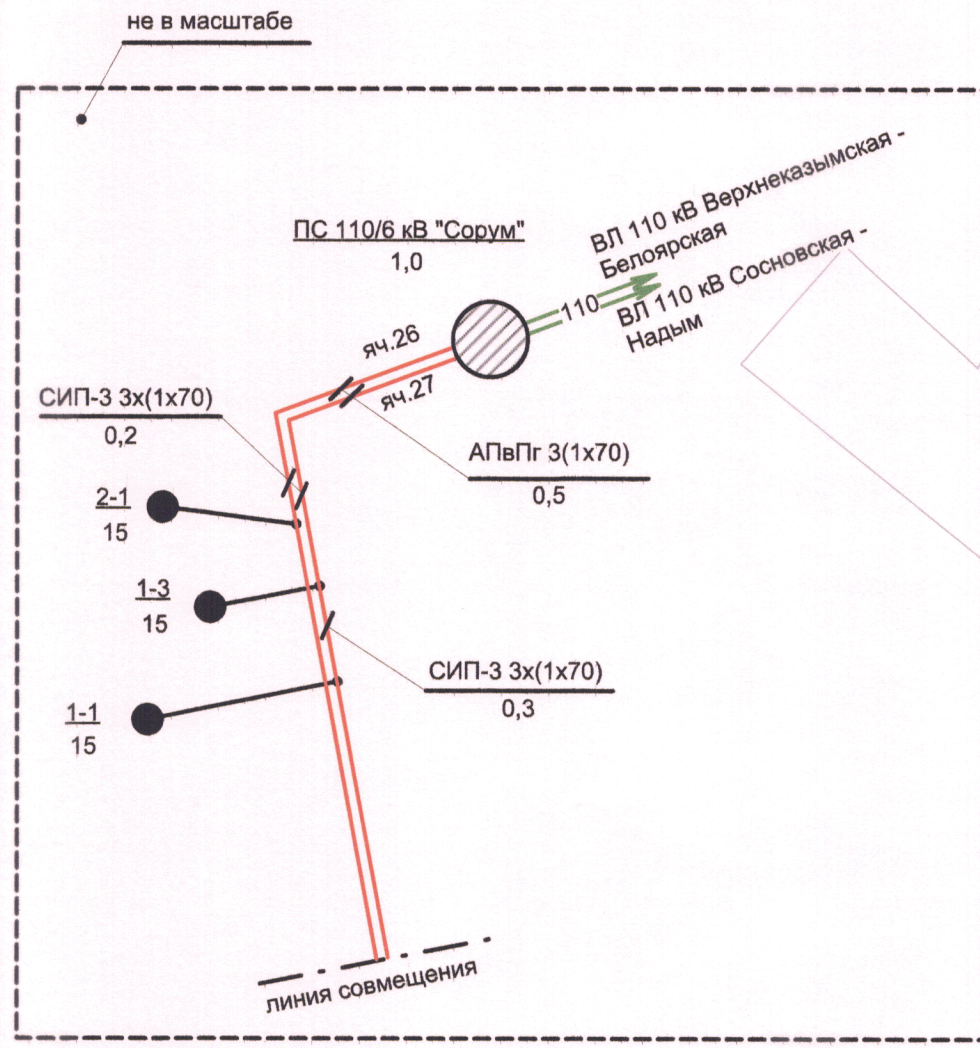 не в масштабе
ВЛ 110 кВ Верхнеказымская -
Белоярская
ПС 110/6 кВ "Сорум"
1,0
110
ВЛ 110 кВ Сосновская -
Надым
яч.26
яч.27
СИП-3 3х(1х70)
0,2
АПвПг 3(1х70)
0,5
2-1
15
1-3
15
СИП-3 3х(1х70)
0,3
1-1
15
линия совмещения